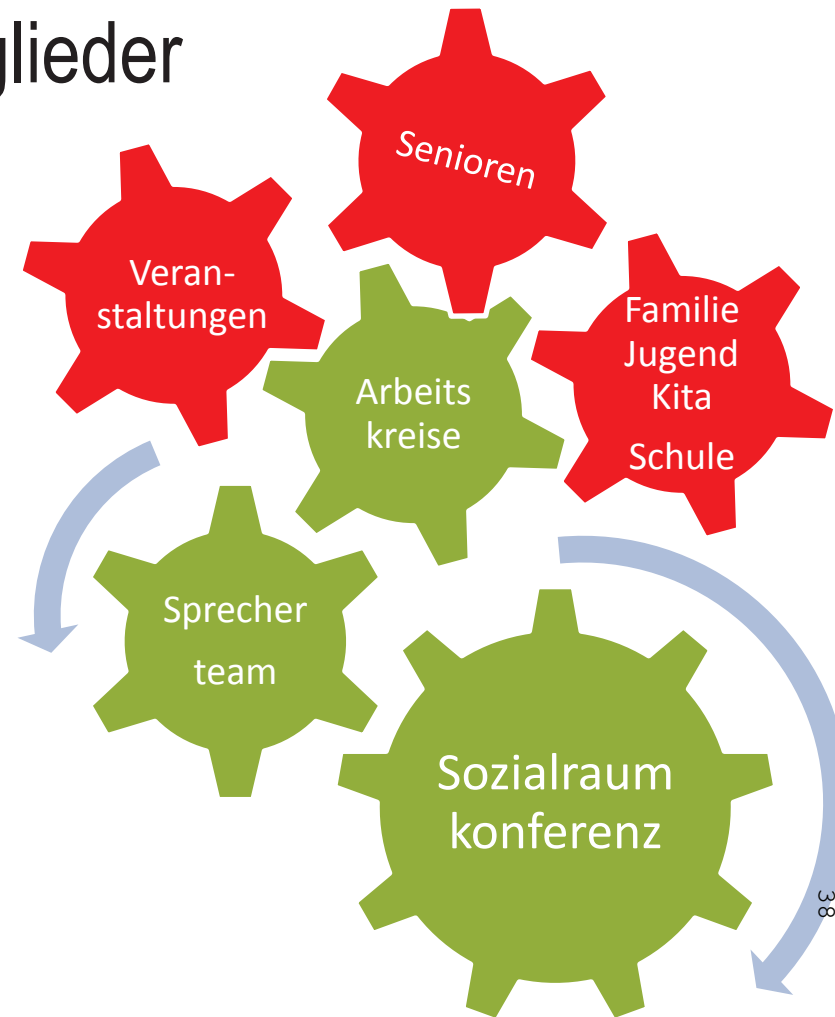 glieder
Senioren
Veran-
staltungen
Familie
Jugend
Kita
Schule
Arbeits
kreise
Sprecher
team
Sozialraum
konferenz
38